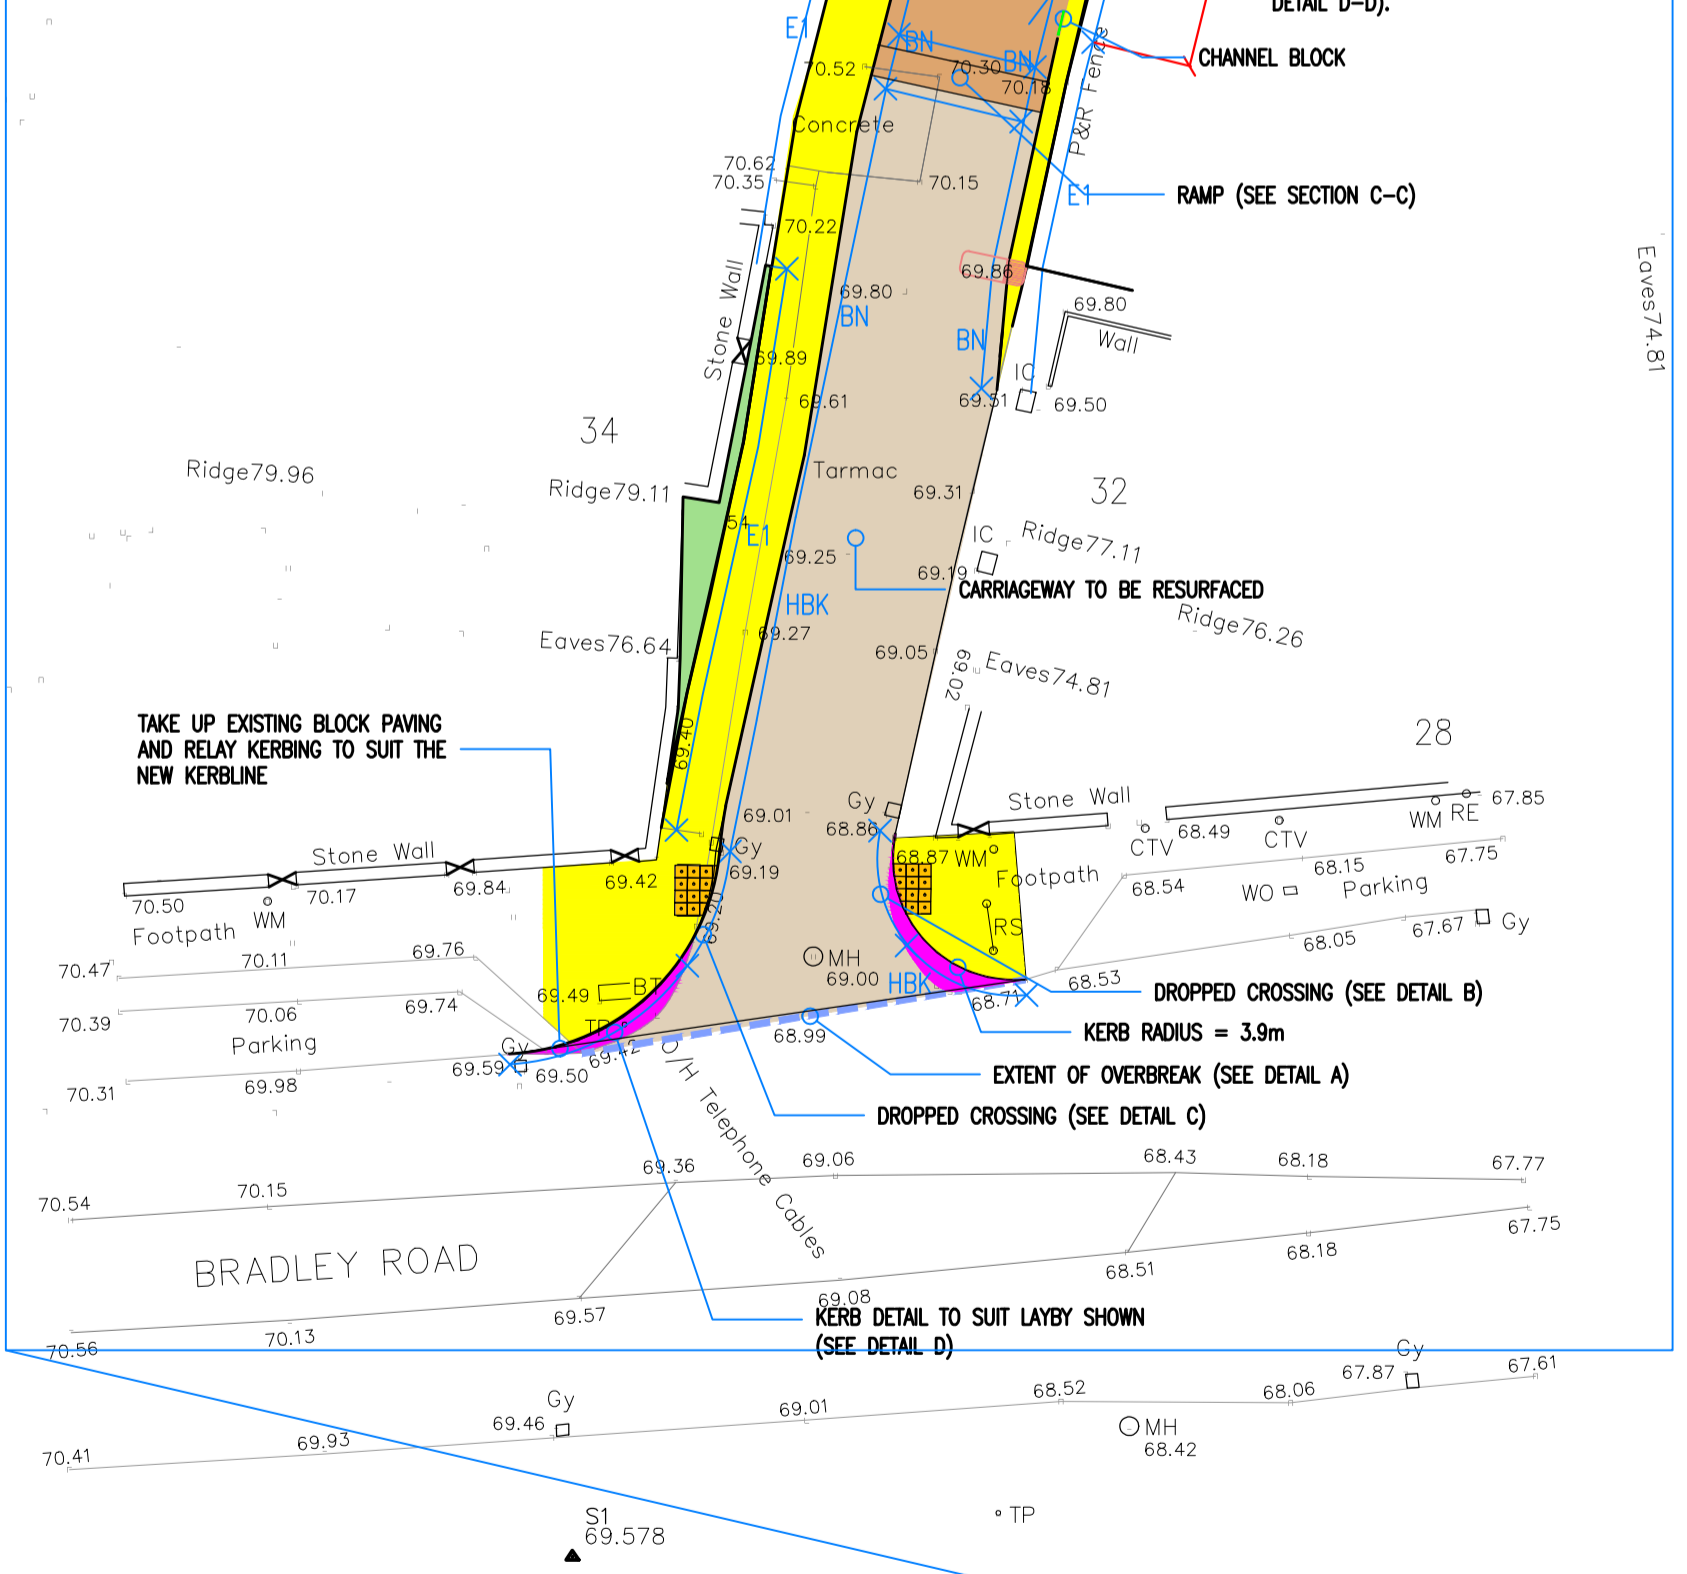 DETAIL D-D).
E1
BN
BN
CHANNEL BLOCK
70.52
70.30
70.18
P&R Fence
Concrete
70.62
70.35
70.15
E1
RAMP (SEE SECTION C-C)
70.22
Stone Wall
69.86
69.80
BN
69.80
Wall
Eaves74.81
BN
69.89
IC
69.61
69.51
69.50
34
Ridge79.96
Tarmac
Ridge79.11
69.31
32
54
E1
69.25
IC
Ridge77.11
69.19
CARRIAGEWAY TO BE RESURFACED
HBK
Ridge76.26
69.27
Eaves76.64
69.05
69.02
Eaves74.81
TAKE UP EXISTING BLOCK PAVING
AND RELAY KERBING TO SUIT THE
NEW KERBLINE
69.40
28
Gy
Stone Wall
WM
RE
67.85
69.01
68.86
CTV
68.49
CTV
Stone Wall
Gy
68.87
WM
68.15
67.75
70.50
WM
70.17
69.84
69.42
69.19
Footpath
68.54
WO
Parking
Footpath
69.20
RS
68.05
67.67
Gy
70.47
70.11
69.76
MH
69.00
HBK
68.71
68.53
DROPPED CROSSING (SEE DETAIL B)
70.39
70.06
69.74
69.49
BT
TP
KERB RADIUS = 3.9m
Parking
Gy
69.59
69.50
69.42
68.99
70.31
69.98
EXTENT OF OVERBREAK (SEE DETAIL A)
O/H Telephone Cables
DROPPED CROSSING (SEE DETAIL C)
70.54
70.15
69.36
69.06
68.43
68.18
67.77
BRADLEY ROAD
67.75
68.18
68.51
69.08
69.57
KERB DETAIL TO SUIT LAYBY SHOWN
(SEE DETAIL D)
70.13
70.56
Gy
67.87
67.61
68.06
68.52
69.01
Gy
69.46
69.93
70.41
MH
68.42
S1
69.578
TP